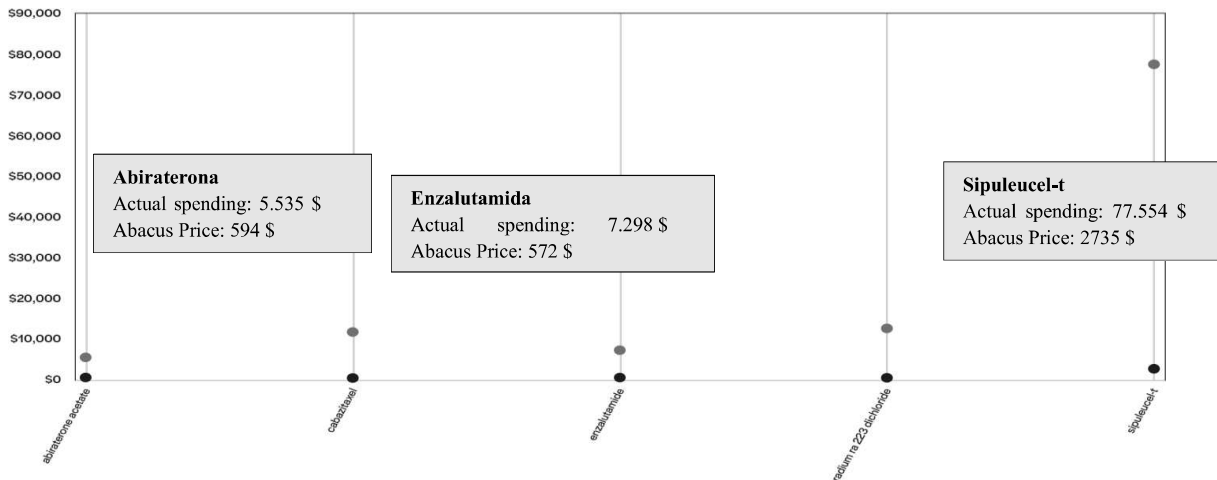 $90,000
$80,000
$70,000
$60,000
$50,000
$40,000
$30,000
$20,000
$10,000
$0
Abiraterona
Actual spending: 5.535 $
Abacus Price: 594 $
Enzalutamida
Actual spending: 7.298 $
Abacus Price: 572 $
Sipuleucel-t
Actual spending: 77.554 $
Abacus Price: 2735 $
abiraterone acetate
cabazitaxel
enzalutamide
radium ra 223 dichloride
sipuleucel-t